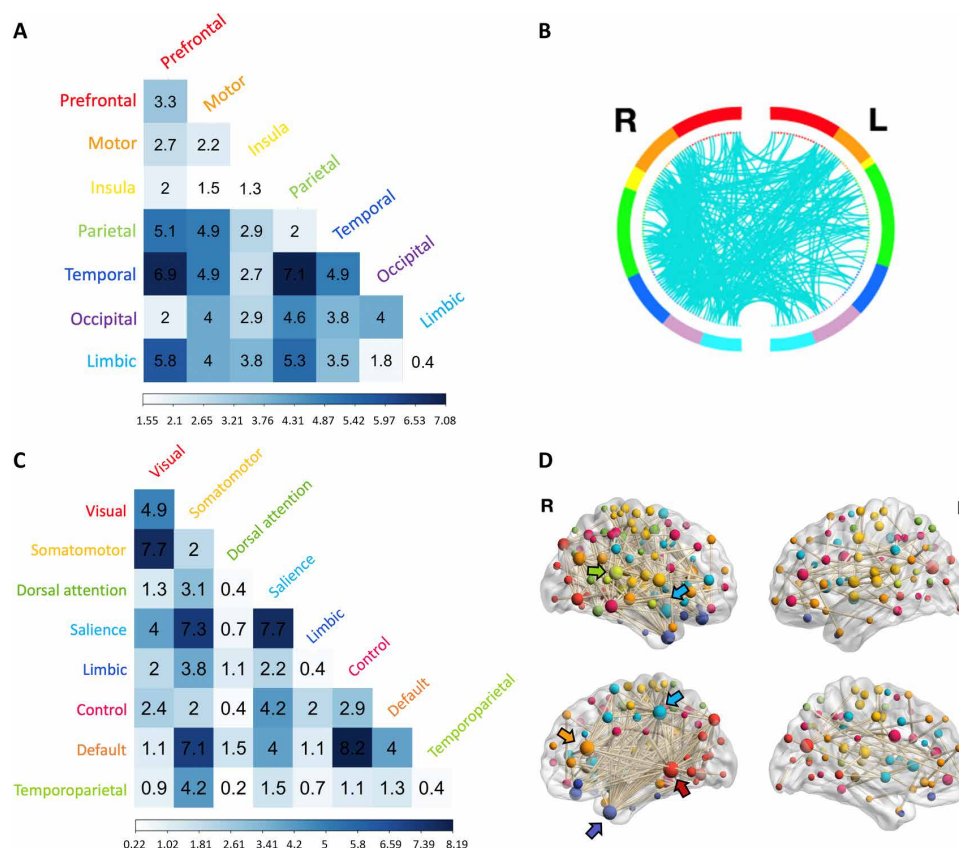 A
Prefrontal
Prefrontal 3.3
Motor
Motor 2.7 2.2
Insula
Insula 2 1.5 1.3
Parietal
Parietal 5.1 4.9 2.9 2
Temporal
Temporal 6.9 4.9 2.7 7.1 4.9
Occipital
Occipital 2 4 2.9 4.6 3.8 4
Limbic
Limbic 5.8 4 3.8 5.3 3.5 1.8 0.4
1.55 2.1 2.65 3.21 3.76 4.31 4.87 5.42 5.97 6.53 7.08
B
R L
C
Visual
Visual 4.9
Somatomotor
Somatomotor 7.7 2
Dorsal attention
Dorsal attention 1.3 3.1 0.4
Salience
Salience 4 7.3 0.7 7.7
Limbic
Limbic 2 3.8 1.1 2.2 0.4
Control
Control 2.4 2 0.4 4.2 2 2.9
Default
Default 1.1 7.1 1.5 4 1.1 8.2 4
Temporoparietal
Temporoparietal 0.9 4.2 0.2 1.5 0.7 1.1 1.3 0.4
0.22 1.02 1.81 2.61 3.41 4.2 5 5.8 6.59 7.39 8.19
D
R